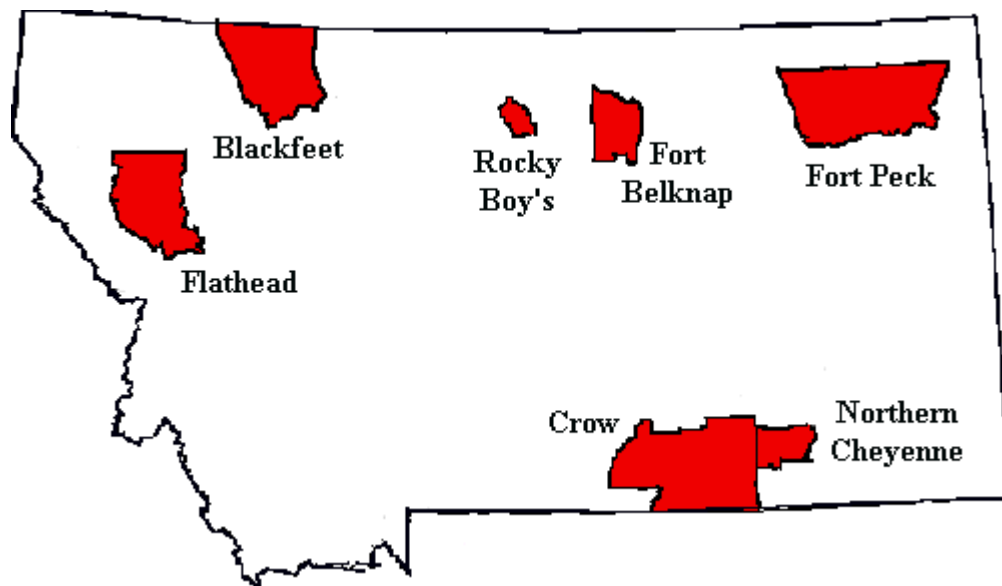 Blackfeet
Rocky
Boy's
Fort
Belknap
Fort Peck
Flathead
Crow
Northern
Cheyenne